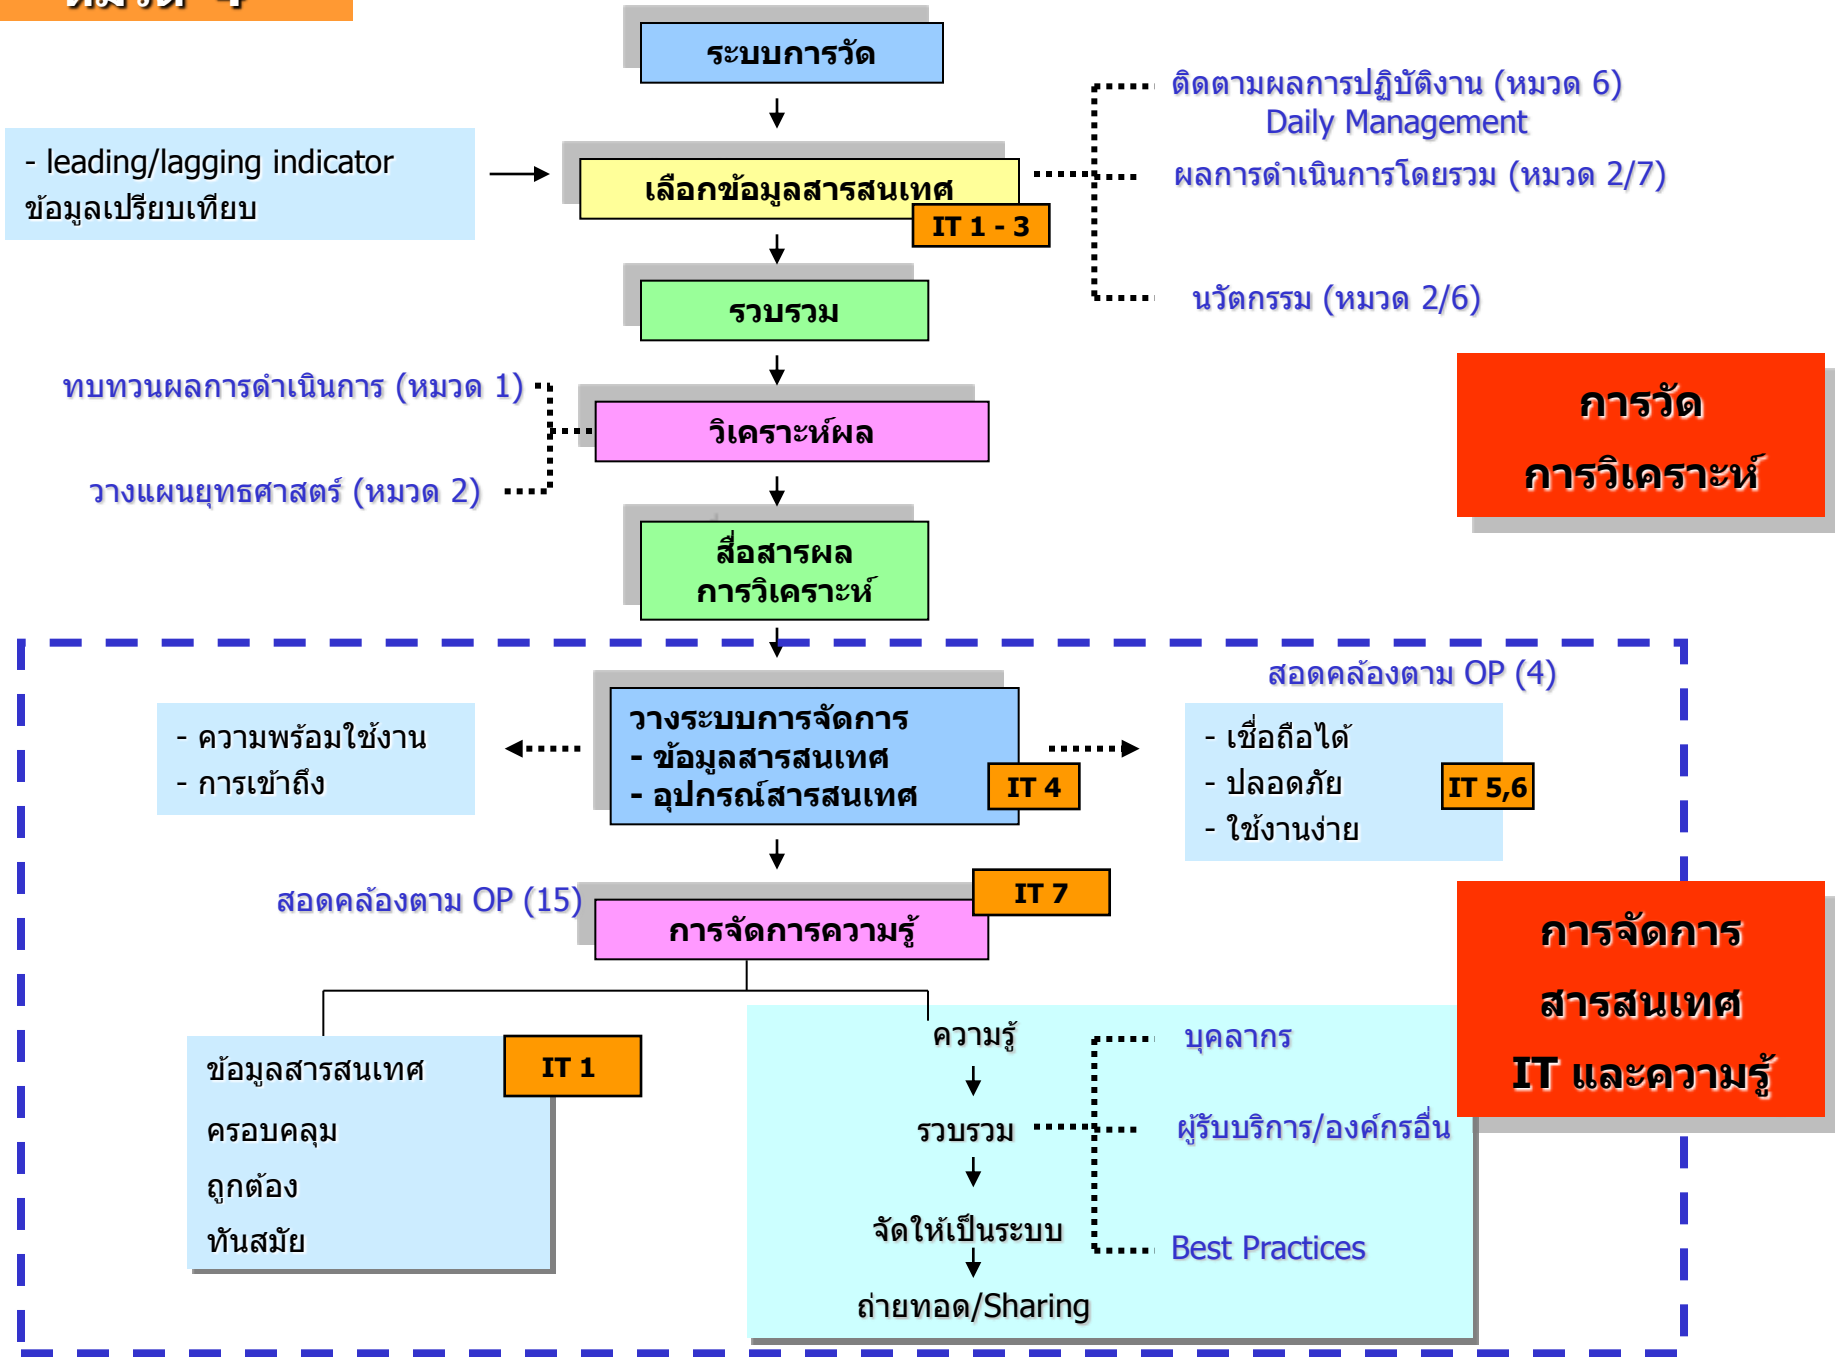 หมวด 4
ระบบการวัด
ติดตามผลการปฏิบัติงาน (หมวด 6)
Daily Management
- leading/lagging indicator
ข้อมูลเปรียบเทียบ
เลือกข้อมูลสารสนเทศ
IT 1 - 3
ผลการดำเนินการโดยรวม (หมวด 2/7)
นวัตกรรม (หมวด 2/6)
รวบรวม
ทบทวนผลการดำเนินการ (หมวด 1)
วิเคราะห์ผล
วางแผนยุทธศาสตร์ (หมวด 2)
การวัด
การวิเคราะห์
สื่อสารผล
การวิเคราะห์
สอดคล้องตาม OP (4)
- ความพร้อมใช้งาน
- การเข้าถึง
วางระบบการจัดการ
- ข้อมูลสารสนเทศ
- อุปกรณ์สารสนเทศ
IT 4
- เชื่อถือได้
- ปลอดภัย
- ใช้งานง่าย
IT 5,6
สอดคล้องตาม OP (15)
IT 7
การจัดการความรู้
การจัดการ
สารสนเทศ
IT และความรู้
ข้อมูลสารสนเทศ
IT 1
ครอบคลุม
ถูกต้อง
ทันสมัย
ความรู้
รวบรวม
จัดให้เป็นระบบ
ถ่ายทอด/Sharing
บุคลากร
ผู้รับบริการ/องค์กรอื่น
Best Practices